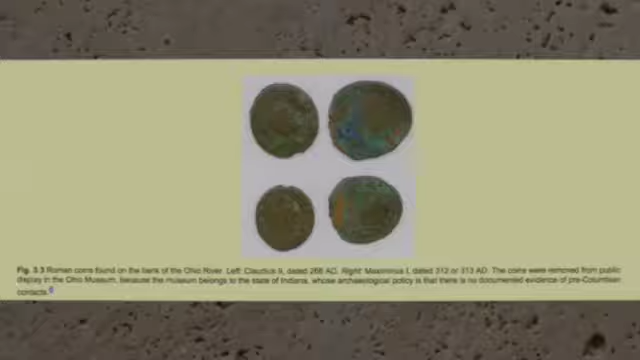 Fig. 3.3 Roman coins found on the bank of the Ohio River. Left: Claudius II, dated 268 AD. Right: Maximinus I, dated 312 or 313 AD. The coins were removed from public
display in the Ohio Museum, because the museum belongs to the state of Indiana, whose archaeological policy is that there is no documented evidence of pre-Columbian
contacts.